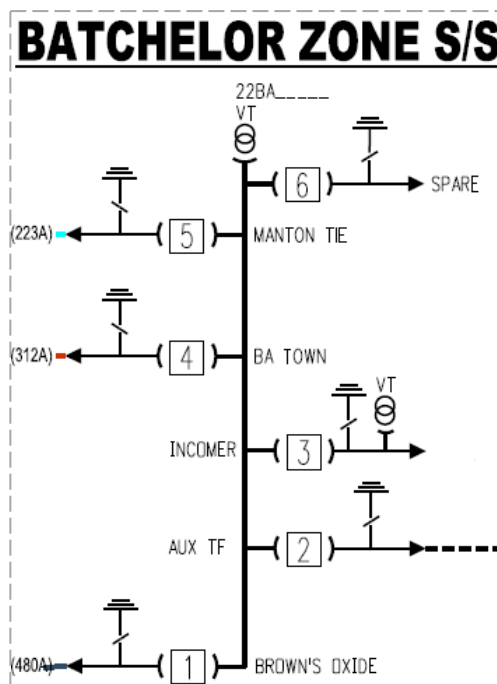 BATCHELOR ZONE S/S
22BA_____
VT
6
SPARE
(223A)
5
MANTON TIE
(312A)
4
BA TOWN
VT
INCOMER
3
AUX TF
2
(480A)
1
BROWN'S OXIDE